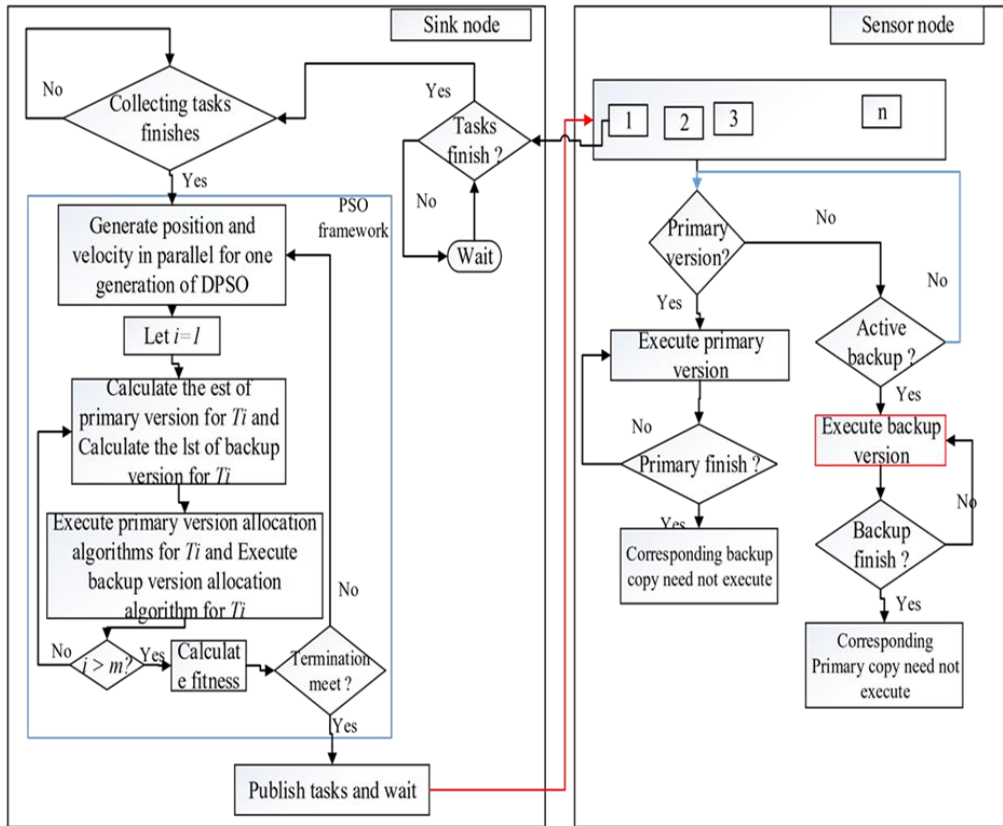 Sink node
No
Collecting tasks
finishes
Yes
Yes
Tasks
finish ?
No
Wait
PSO
framework
Generate position and
velocity in parallel for one
generation of DPSO
Let i=1
Calculate the est of
primary version for Ti and
Calculate the lst of backup
version for Ti
Execute primary version allocation
algorithms for Ti and Execute
backup version allocation
algorithm for Ti
No
i > m?
Yes
Calculat
e fitness
No
Termination
meet ?
Yes
Publish tasks and wait
Sensor node
1
2
3
n
Primary
version?
No
Yes
Execute primary
version
No
Primary finish ?
Yes
Corresponding backup
copy need not execute
No
Active
backup ?
Yes
Execute backup
version
No
Backup
finish ?
Yes
Corresponding
Primary copy need not
execute